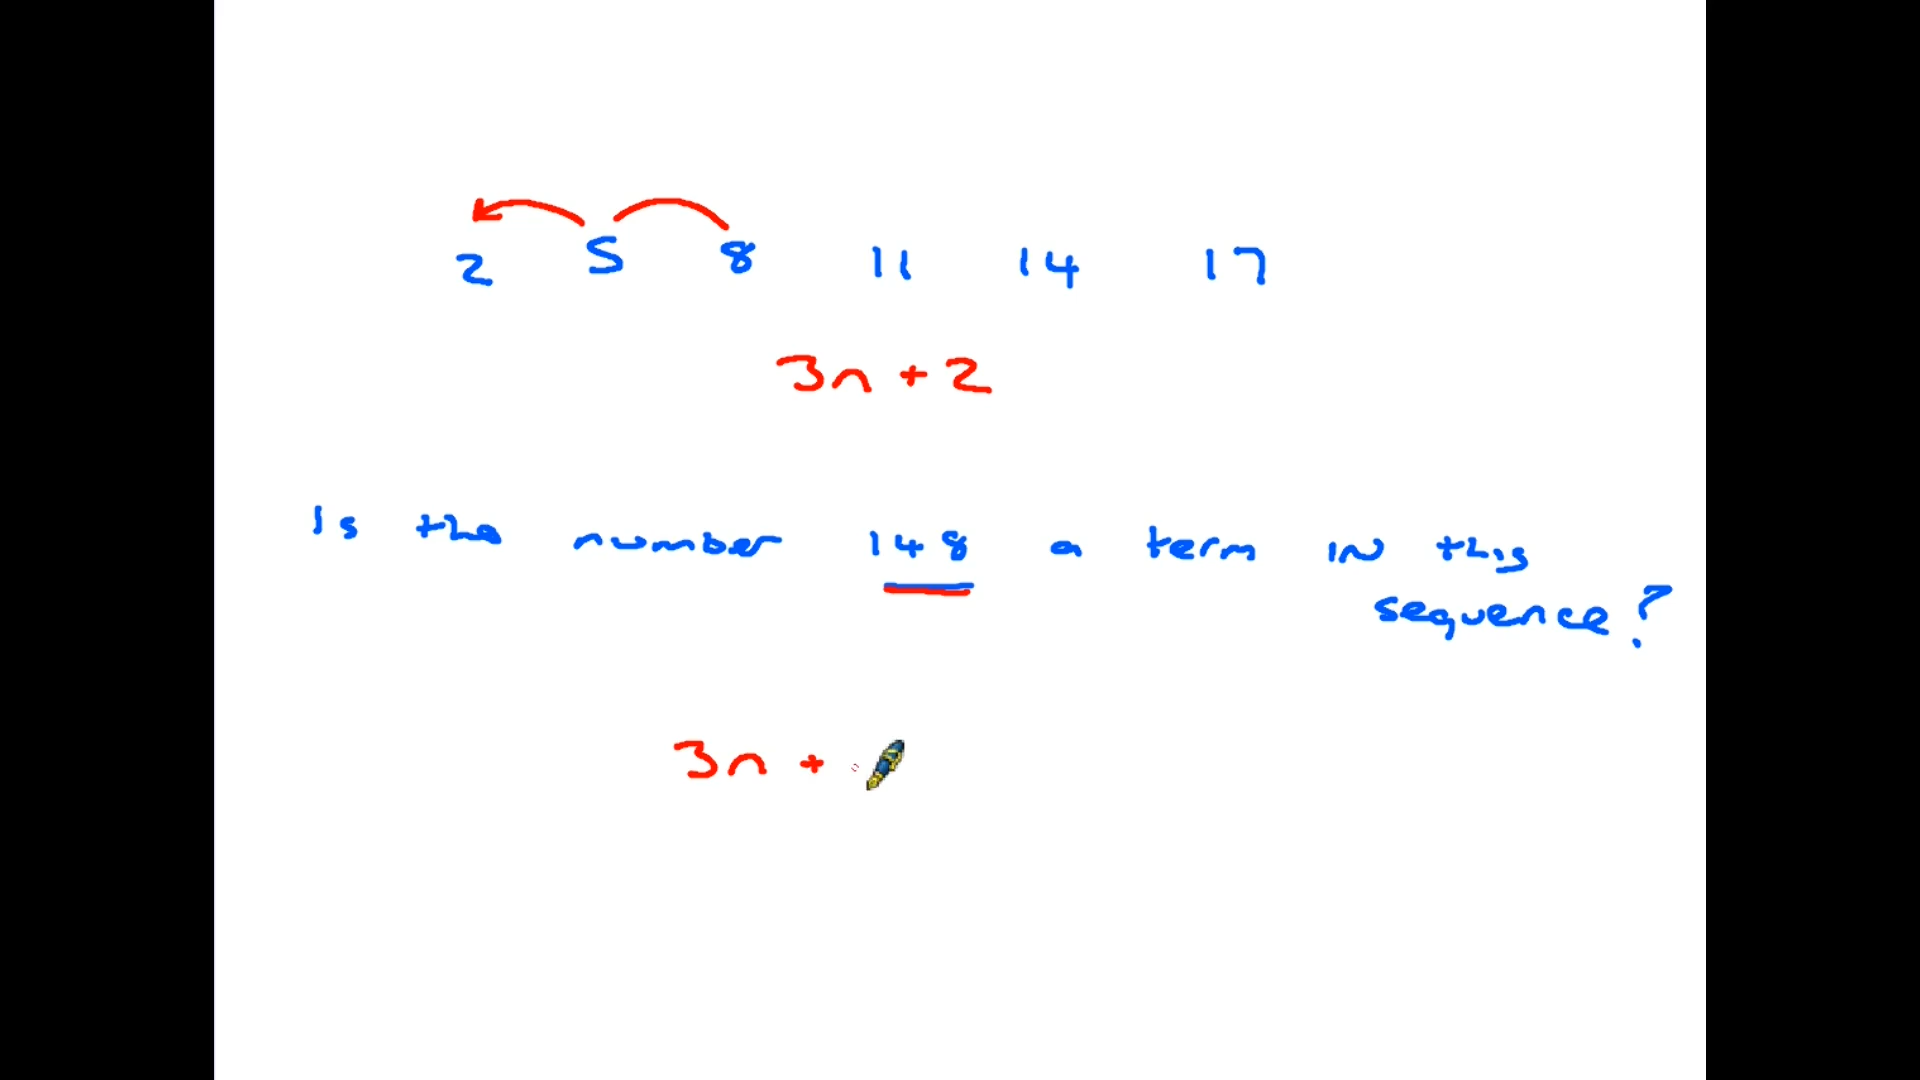 2 5 8 11 14 17
3n + 2
Is the number 148 a term in this
sequence?
3n +